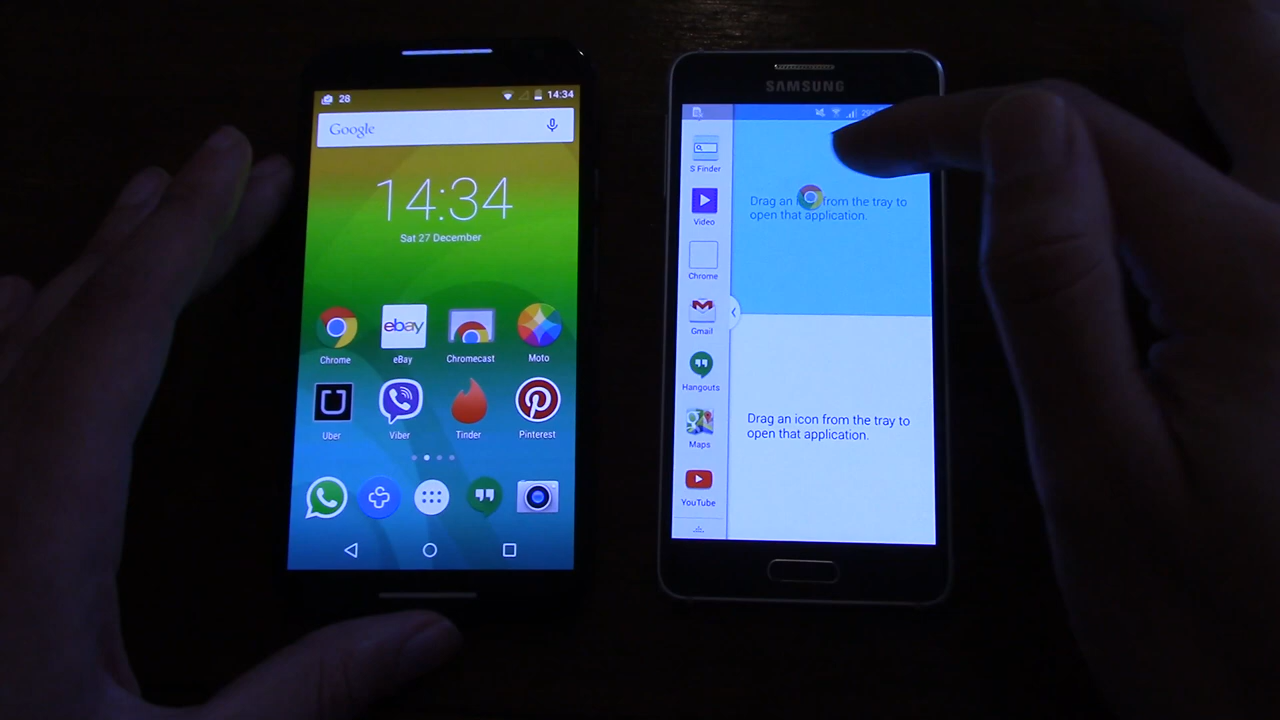 28
14:34
Google
14:34
Sat 27 December
Chrome
eBay
Chromecast
Moto
ebay
Uber
Viber
Tinder
Pinterest
SAMSUNG
S Finder
Video
Chrome
Gmail
Hangouts
Maps
YouTube
Drag an from the tray to
open that application.
Drag an icon from the tray to
open that application.